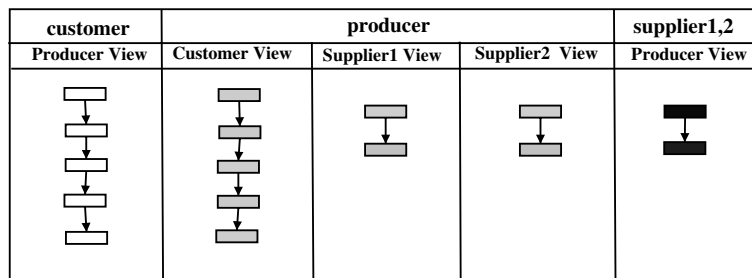 customer producer supplier1,2
Producer View Customer View Supplier1 View Supplier2 View Producer View